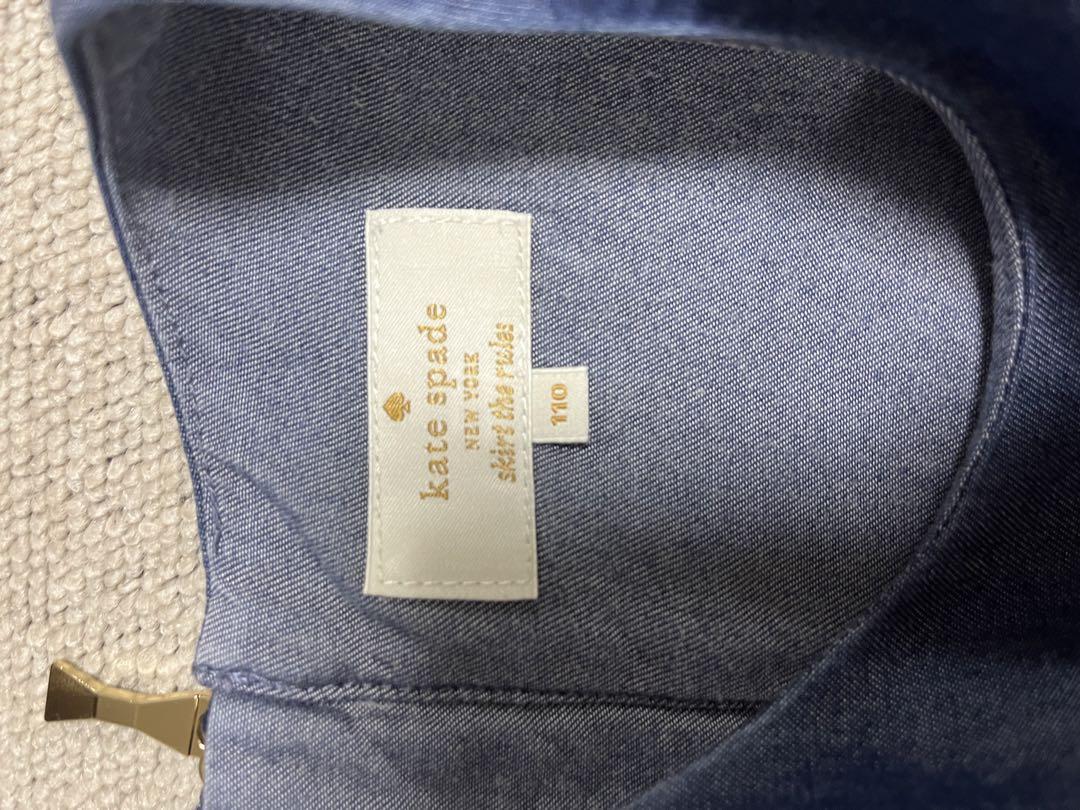 kate spade
NEW YORK
skirt the rules
110